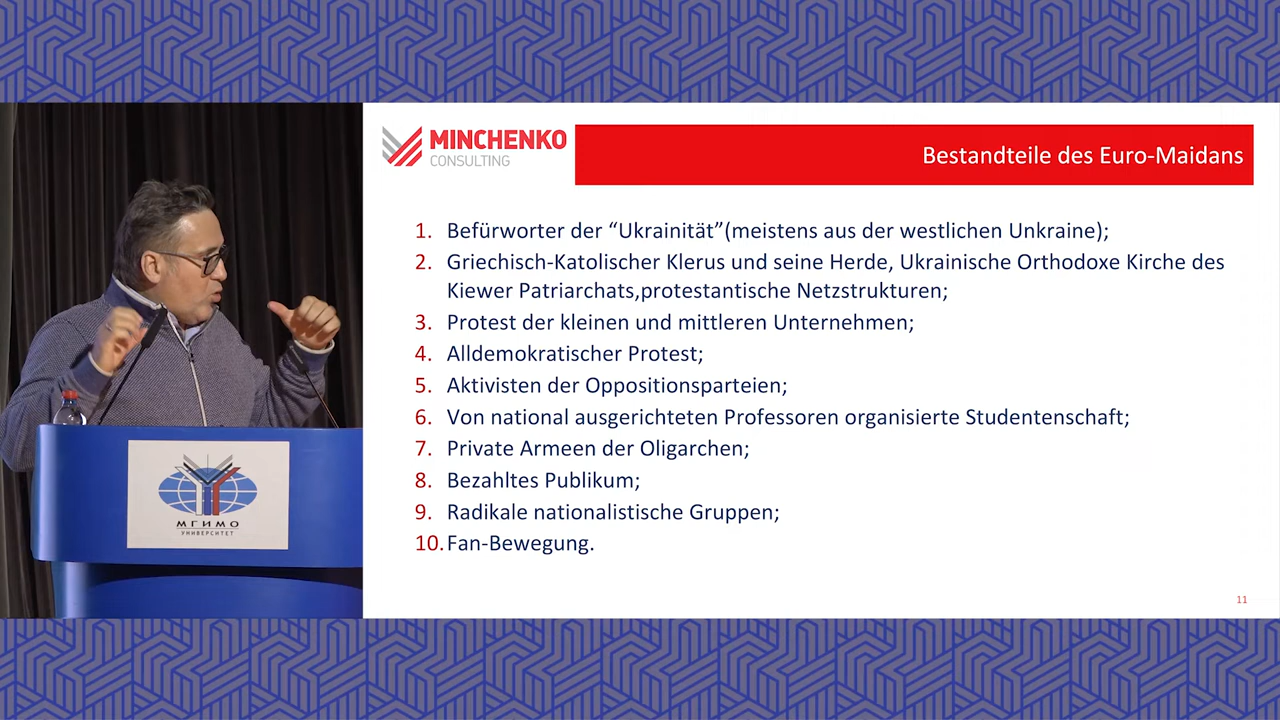 MINCHENKO
CONSULTING
Bestandteile des Euro-Maidans
1. Befürworter der “Ukrainität”(meistens aus der westlichen Unkraine);
2. Griechisch-Katolischer Klerus und seine Herde, Ukrainische Orthodoxe Kirche des
Kiewer Patriarchats,protestantische Netzstrukturen;
3. Protest der kleinen und mittleren Unternehmen;
4. Alldemokratischer Protest;
5. Aktivisten der Oppositionsparteien;
6. Von national ausgerichteten Professoren organisierte Studentenschaft;
7. Private Armeen der Oligarchen;
8. Bezahltes Publikum;
9. Radikale nationalistische Gruppen;
10. Fan-Bewegung.
11
МГИМО
УНИВЕРСИТЕТ